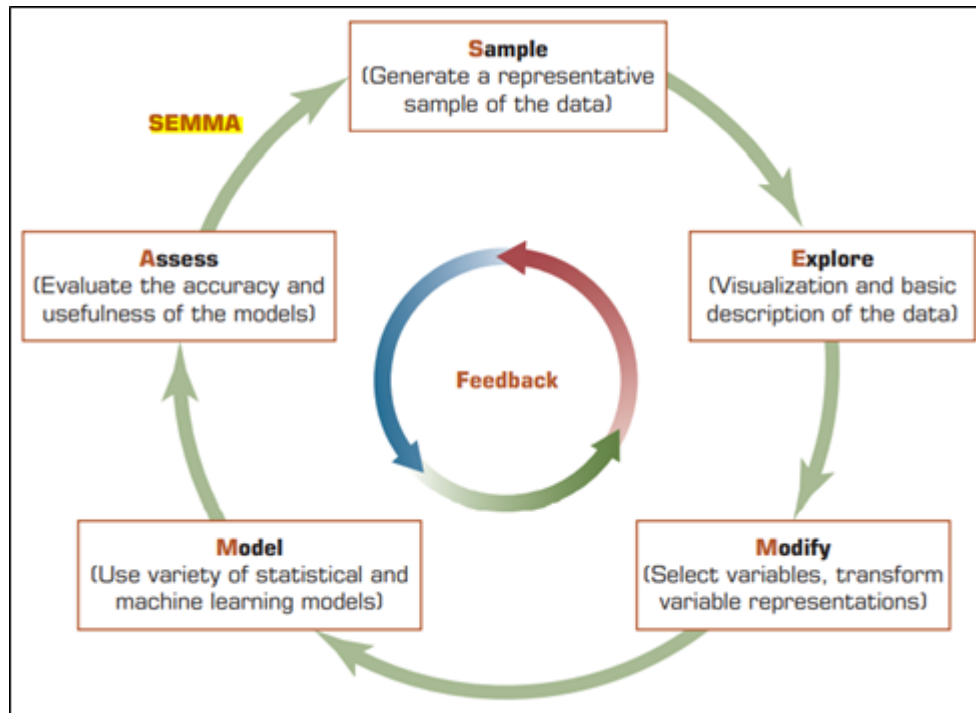 Sample
(Generate a representative
sample of the data)
SEMMA
Assess
(Evaluate the accuracy and
usefulness of the models)
Explore
(Visualization and basic
description of the data)
Feedback
Model
(Use variety of statistical and
machine learning models)
Modify
(Select variables, transform
variable representations)